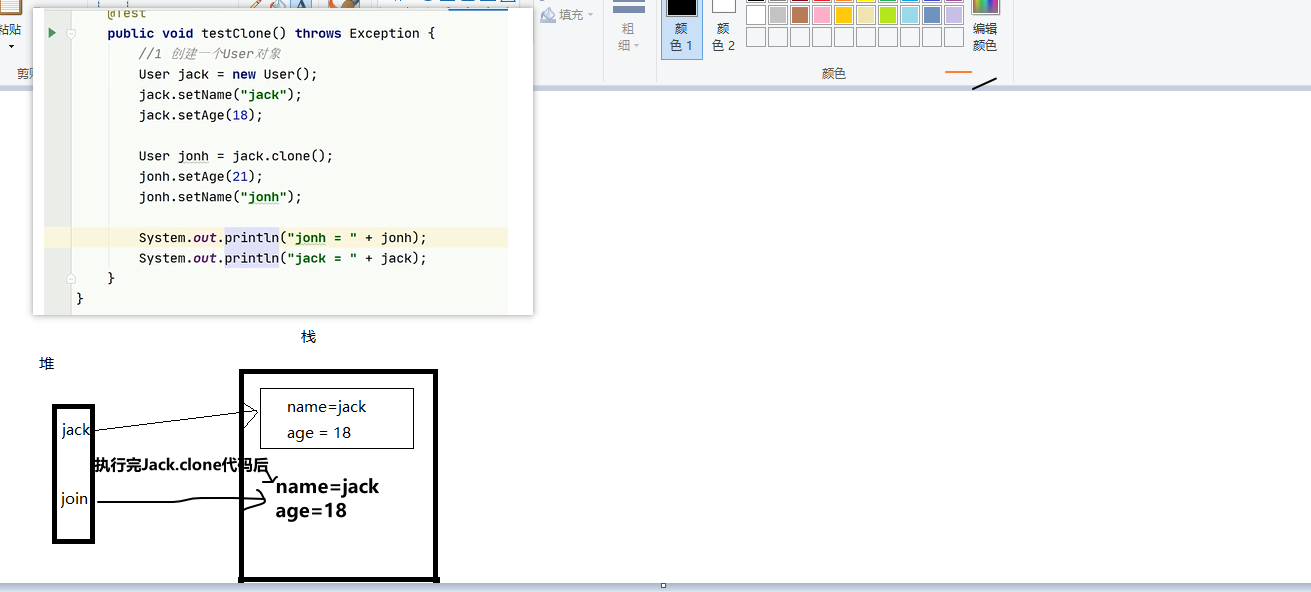 @Test
public void testClone() throws Exception {
//1 创建一个User对象
User jack = new User();
jack.setName("jack");
jack.setAge(18);
User jonh = jack.clone();
jonh.setAge(21);
jonh.setName("jonh");
System.out.println("jonh = " + jonh);
System.out.println("jack = " + jack);
}
}
粘贴
填充
粗
细
颜
色 1
颜
色 2
编辑
颜色
颜色
栈
堆
jack
name=jack
age = 18
执行完Jack.clone代码后
join
name=jack
age=18